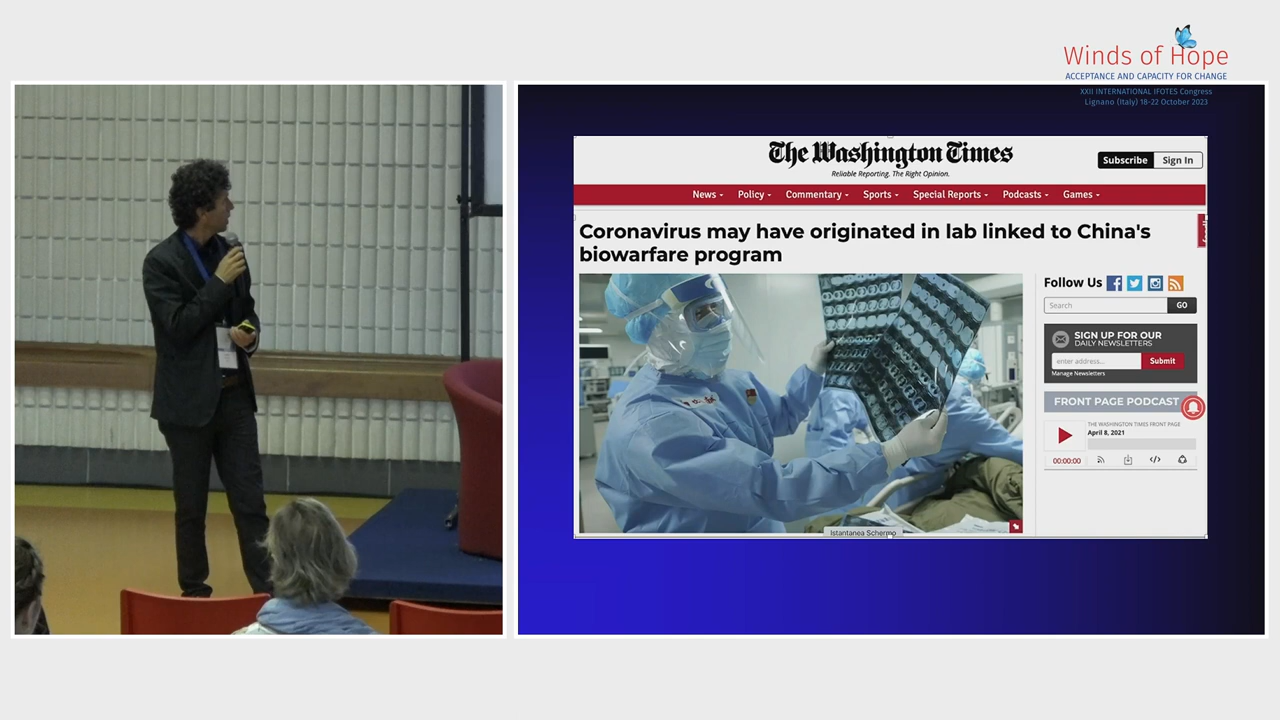 Winds of Hope
ACCEPTANCE AND CAPACITY FOR CHANGE
XXII INTERNATIONAL IFOTES Congress
Lignano (Italy) 18-22 October 2023
The Washington Times
Reliable Reporting. The Right Opinion.
Subscribe
Sign In
News
Policy
Commentary
Sports
Special Reports
Podcasts
Games
Coronavirus may have originated in lab linked to China's
biowarfare program
Follow Us
Search
GO
SIGN UP FOR OUR
DAILY NEWSLETTERS
enter address...
Submit
Manage Newsletters
FRONT PAGE PODCAST
THE WASHINGTON TIMES FRONT PAGE
April 8, 2021
00:00:00
Istantanea Schermo